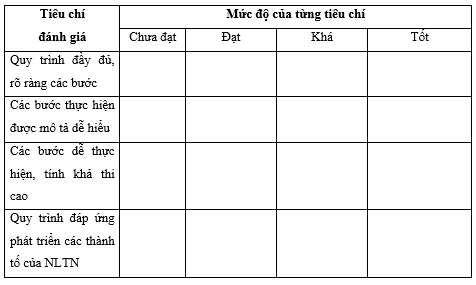 Tiêu chí
đánh giá
Mức độ của từng tiêu chí
Chưa đạt
Đạt
Khá
Tốt
Quy trình đầy đủ,
rõ ràng các bước
Các bước thực hiện
được mô tả dễ hiểu
Các bước dễ thực
hiện, tính khả thi
cao
Quy trình đáp ứng
phát triển các thành
tố của NLTN